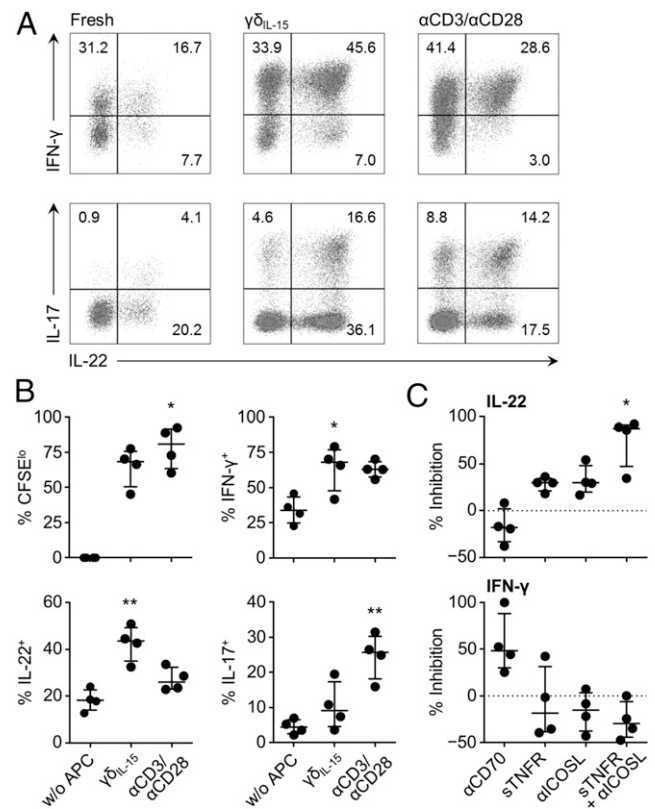 A
Fresh
γδIL-15
αCD3/αCD28
IFN-γ
31.2 16.7
7.7
33.9 45.6
7.0
41.4 28.6
3.0
IL-17
0.9 4.1
20.2
4.6 16.6
36.1
8.8 14.2
17.5
IL-22
B
% CFSElo
100
75
50
25
0
*
% IFN-γ+
100
75
50
25
0
*
% IL-22+
60
40
20
0
**
w/o APC
γδIL-15
αCD3/
αCD28
% IL-17+
40
30
20
10
0
**
w/o APC
γδIL-15
αCD3/
αCD28
C
IL-22
% Inhibition
100
50
0
−50
*
IFN-γ
% Inhibition
100
50
0
−50
αCD70
sTNFR
αICOSL
sTNFR
+ αICOSL